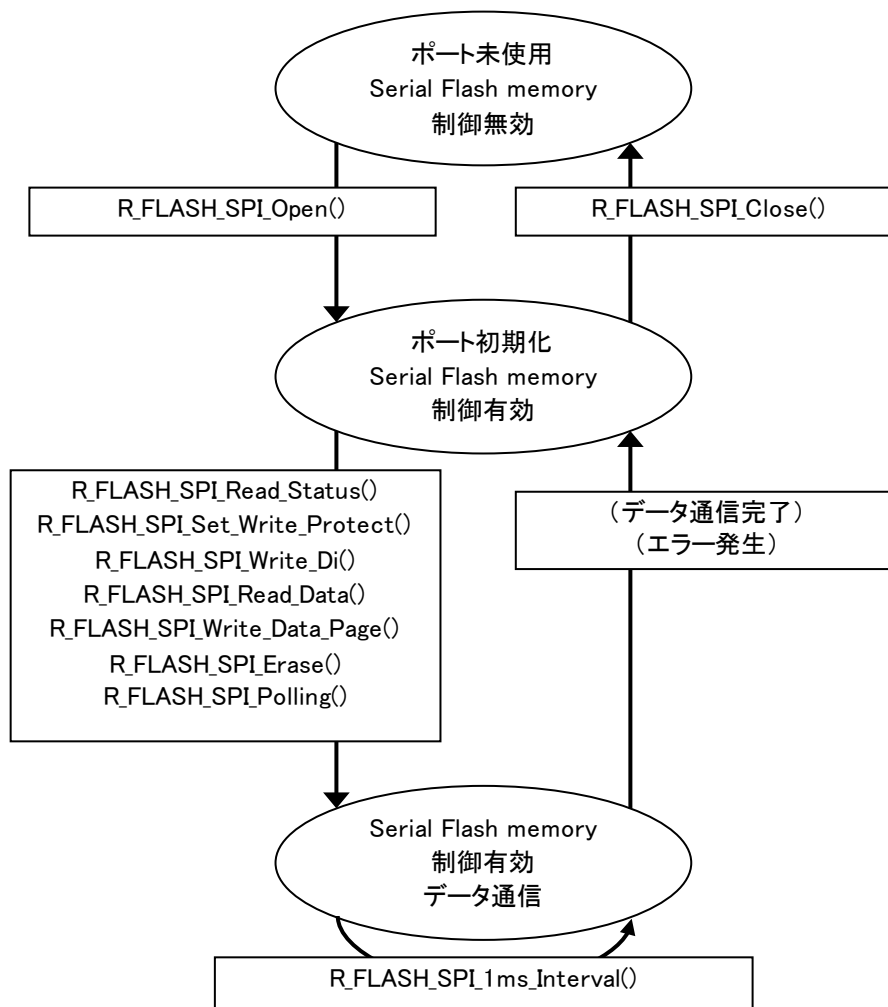 ポート未使用
Serial Flash memory
制御無効
R_FLASH_SPI_Open()
R_FLASH_SPI_Close()
ポート初期化
Serial Flash memory
制御有効
R_FLASH_SPI_Read_Status()
R_FLASH_SPI_Set_Write_Protect()
R_FLASH_SPI_Write_Di()
R_FLASH_SPI_Read_Data()
R_FLASH_SPI_Write_Data_Page()
R_FLASH_SPI_Erase()
R_FLASH_SPI_Polling()
（データ通信完了）
（エラー発生）
Serial Flash memory
制御有効
データ通信
R_FLASH_SPI_1ms_Interval()